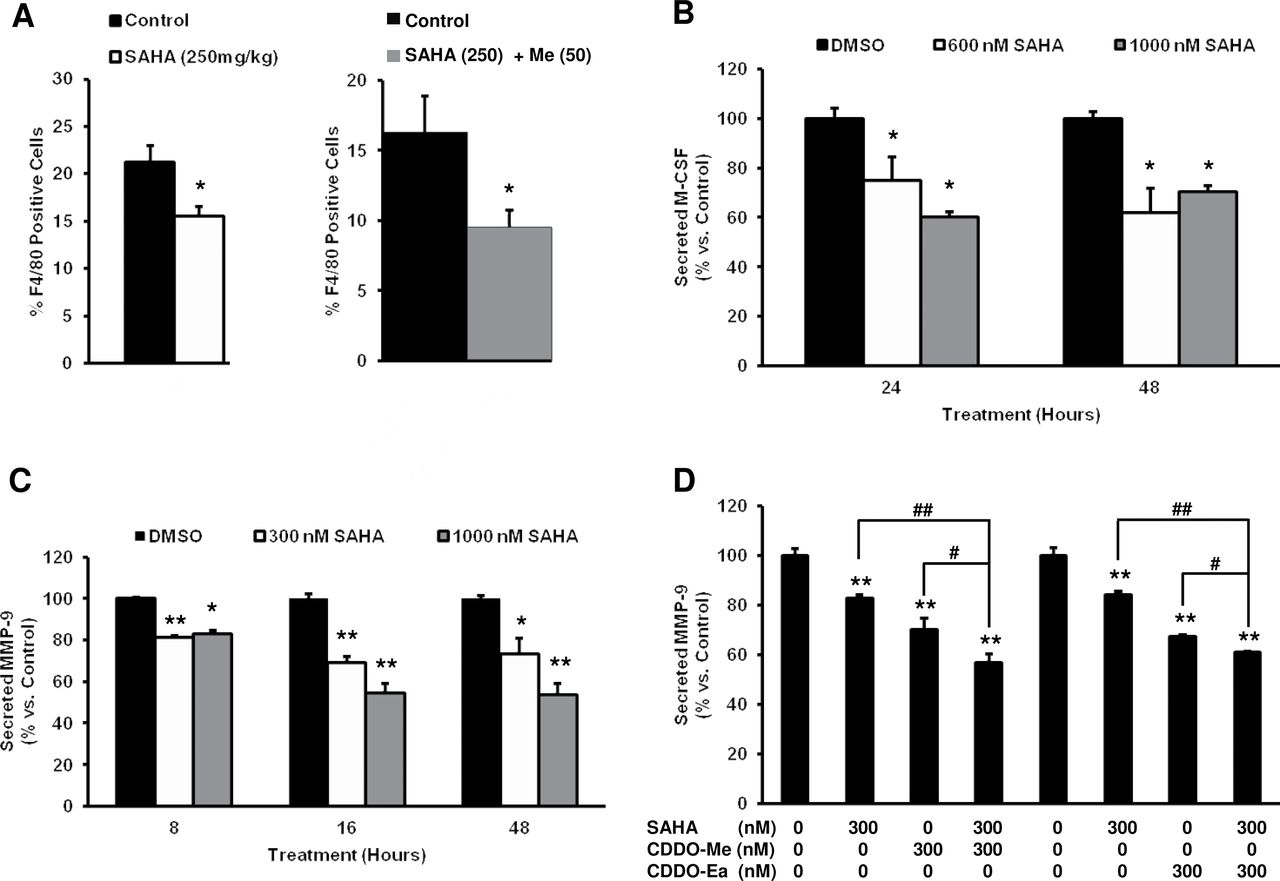 A
Control
SAHA (250mg/kg)
% F4/80 Positive Cells
30
25
20
15
10
5
0
*
Control
SAHA (250) + Me (50)
% F4/80 Positive Cells
20
15
10
5
0
*
B
DMSO 600 nM SAHA 1000 nM SAHA
Secreted M-CSF
(% vs. Control)
120
100
80
60
40
20
0
* * * *
24 48
Treatment (Hours)
C
DMSO 300 nM SAHA 1000 nM SAHA
Secreted MMP-9
(% vs. Control)
120
100
80
60
40
20
0
** * ** ** * **
8 16 48
Treatment (Hours)
D
Secreted MMP-9
(% vs. Control)
120
100
80
60
40
20
0
## ##
# #
** ** ** ** ** **
SAHA (nM) 0 300 0 300 0 300 0 300
CDDO-Me (nM) 0 0 300 300 0 0 0 0
CDDO-Ea (nM) 0 0 0 0 0 0 300 300